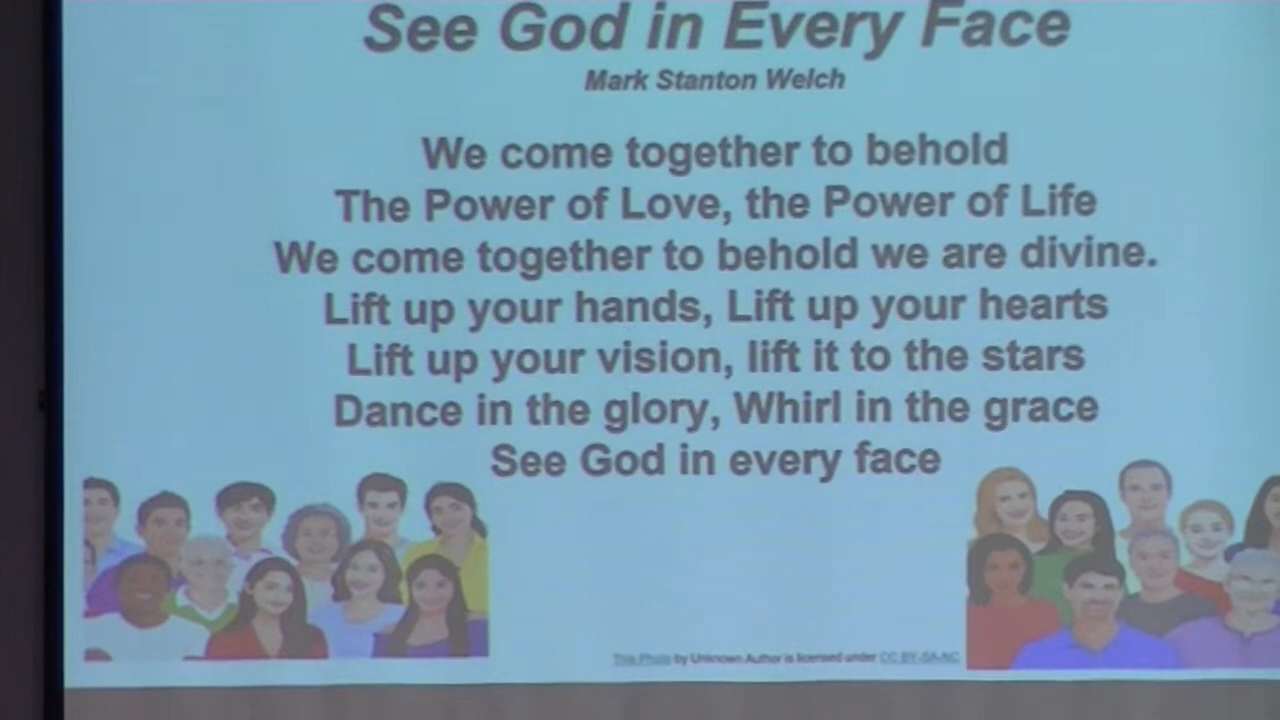 See God in Every Face
Mark Stanton Welch
We come together to behold
The Power of Love, the Power of Life
We come together to behold we are divine.
Lift up your hands, Lift up your hearts
Lift up your vision, lift it to the stars
Dance in the glory, Whirl in the grace
See God in every face
This Photo by Unknown Author is licensed under CC BY-SA-NC